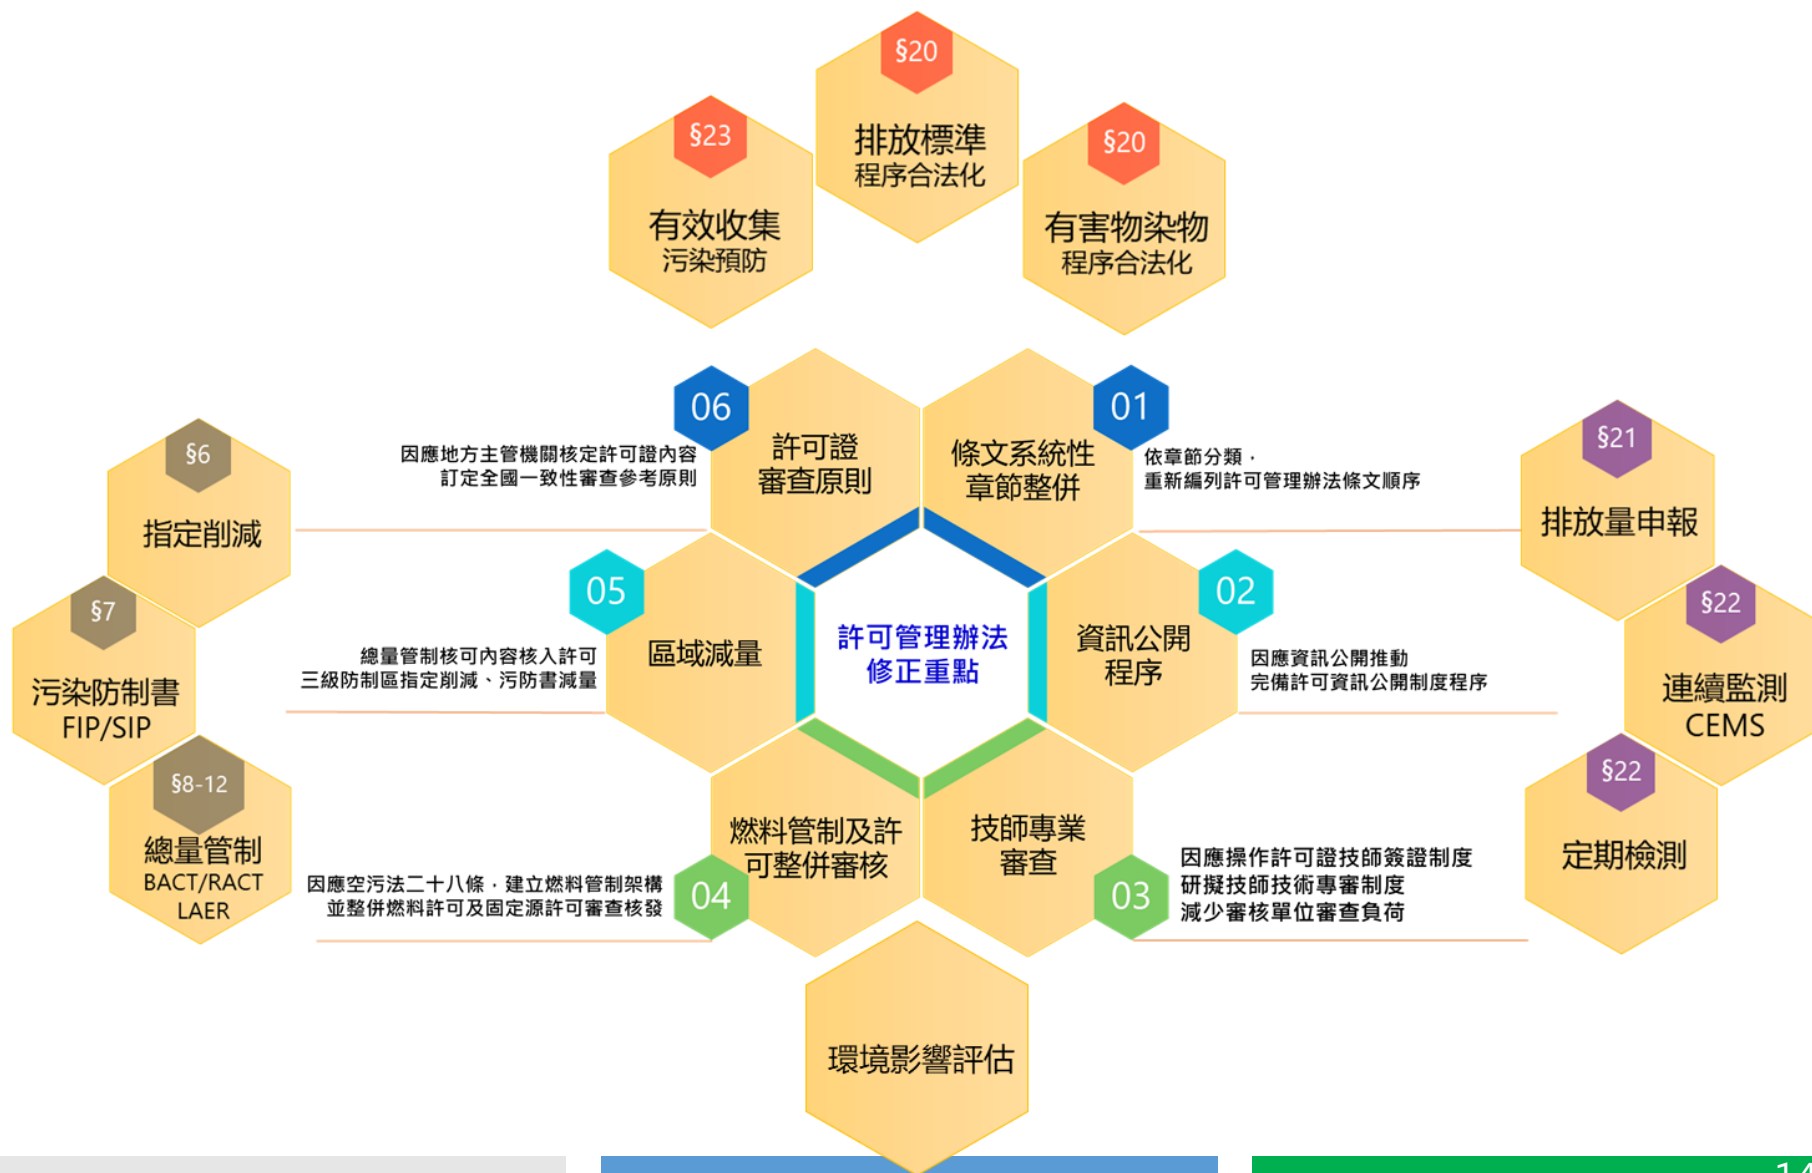 §20
排放標準
程序合法化
§23
有效收集
污染預防
§20
有害物染物
程序合法化
06
許可證
審查原則
因應地方主管機關核定許可證內容
訂定全國一致性審查參考原則
01
條文系統性
章節整併
依章節分類，
重新編列許可管理辦法條文順序
§6
指定削減
§7
污染防制書
FIP/SIP
§8-12
總量管制
BACT/RACT
LAER
05
區域減量
總量管制核可內容核入許可
三級防制區指定削減、污防書減量
許可管理辦法
修正重點
02
資訊公開
程序
因應資訊公開推動
完備許可資訊公開制度程序
§21
排放量申報
§22
連續監測
CEMS
§22
定期檢測
燃料管制及許
可整併審核
04
因應空污法二十八條，建立燃料管制架構
並整併燃料許可及固定源許可審查核發
技師專業
審查
03
因應操作許可證技師簽證制度
研擬技師技術專審制度
減少審核單位審查負荷
環境影響評估